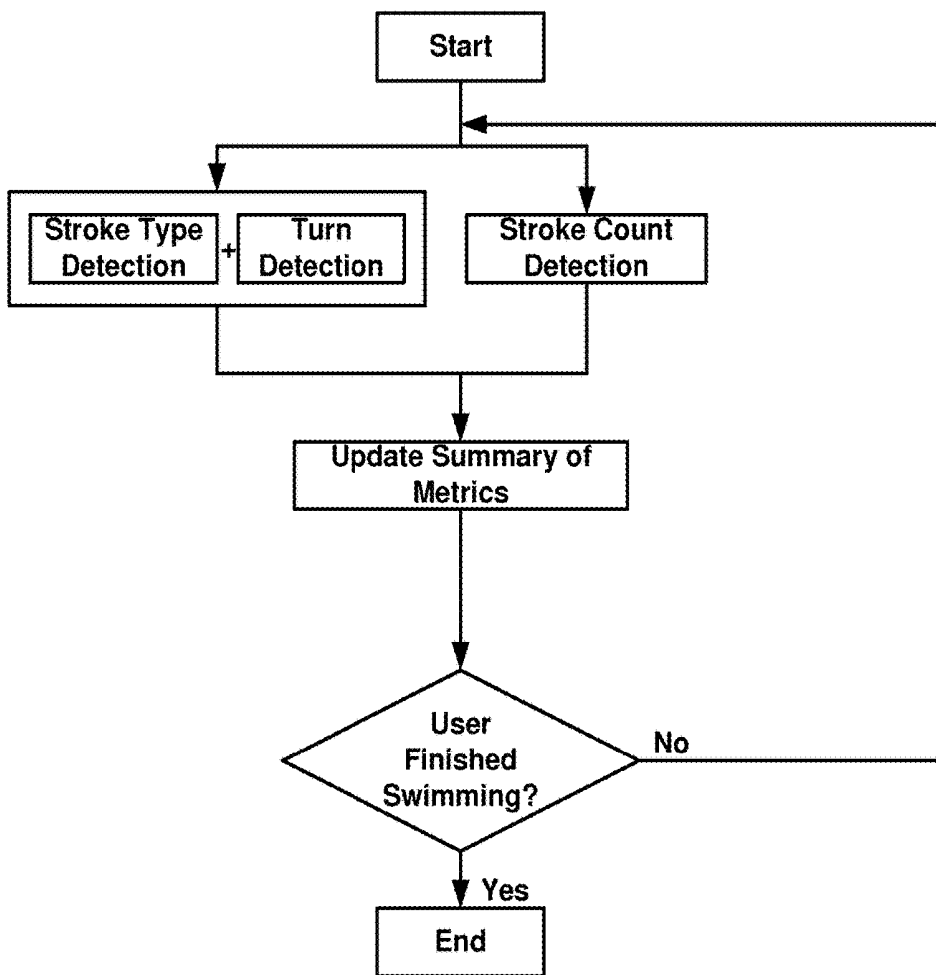 Start
Stroke Type
Detection
+
Turn
Detection
Stroke Count
Detection
Update Summary of
Metrics
User
Finished
Swimming?
No
Yes
End